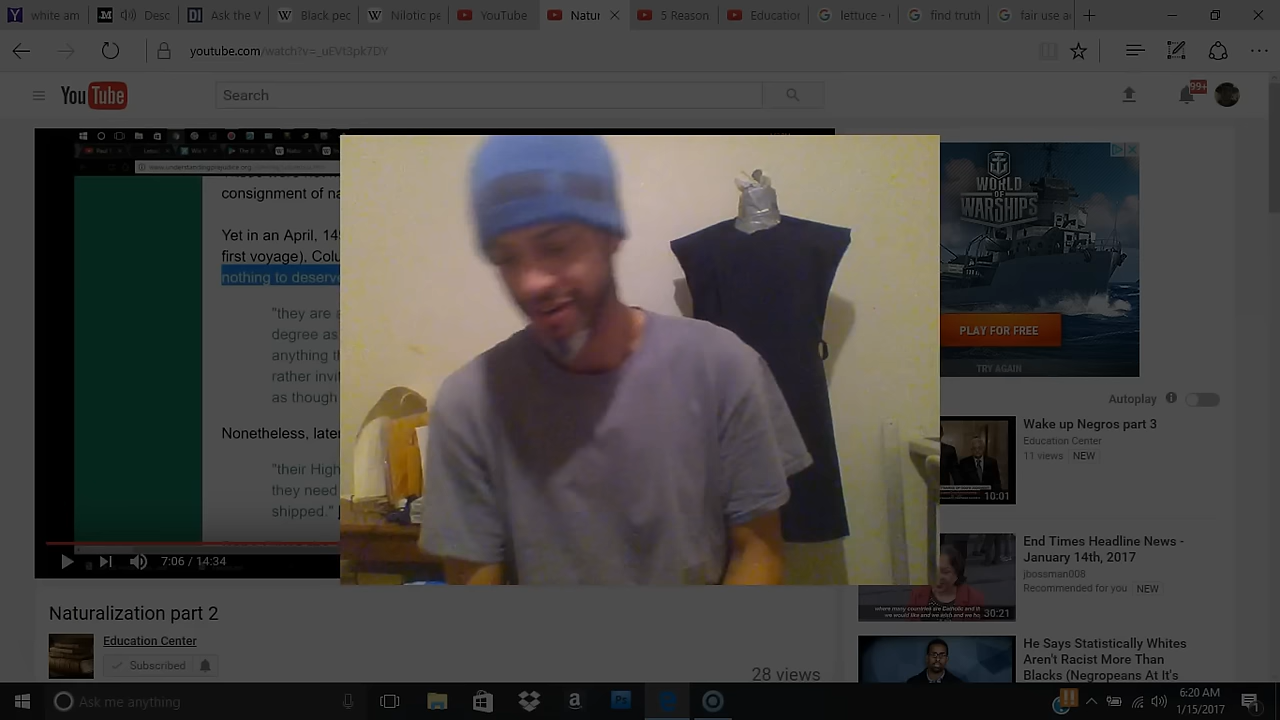 white am
Desc
Ask the W
Black pec
Nilotic pe
YouTube
Natur
5 Reason
Education
lettuce -
find truth
fair use a
youtube.com/watch?v=_uEVt3pk7DY
YouTube
Search
99+
consignment of na
Yet in an April, 14
first voyage), Colu
nothing to deserv
"they are
degree as
anything th
rather invit
as though
Nonetheless, later
"their High
they need
shipped."
7:06 / 14:34
WORLD
OF
WARSHIPS
PLAY FOR FREE
TRY AGAIN
Autoplay
Wake up Negros part 3
Education Center
11 views NEW
10:01
End Times Headline News -
January 14th, 2017
jbossman008
Recommended for you NEW
30:21
He Says Statistically Whites
Aren't Racist More Than
Blacks (Negropeans At It's
Naturalization part 2
Education Center
Subscribed
28 views
Ask me anything
6:20 AM
1/15/2017